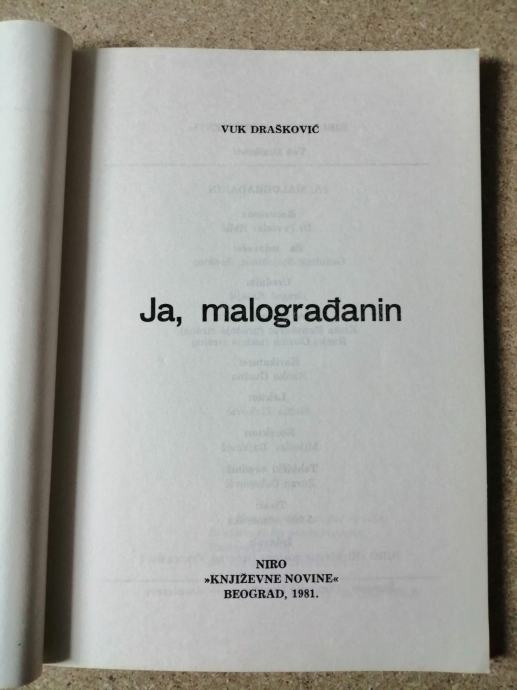 VUK DRAŠKOVIĆ
Ja, malograđanin
NIRO
»KNJIŽEVNE NOVINE«
BEOGRAD, 1981.